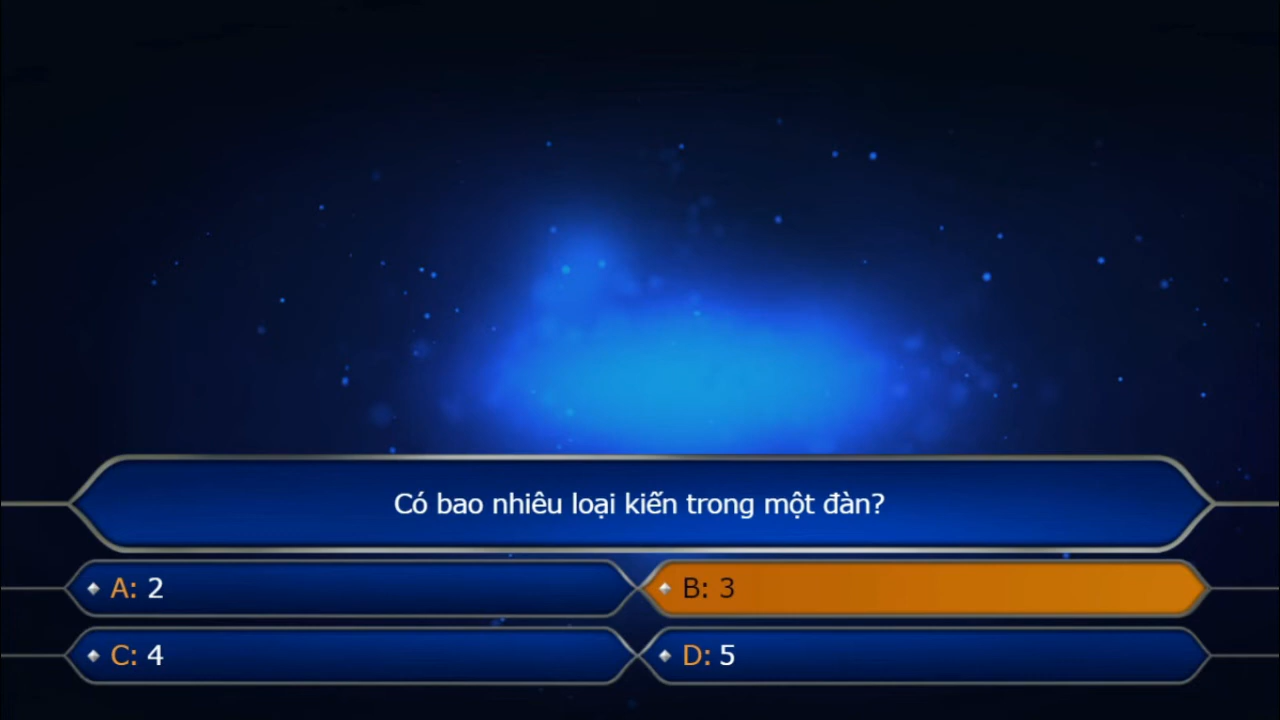 Có bao nhiêu loại kiến trong một đàn?
A: 2
B: 3
C: 4
D: 5